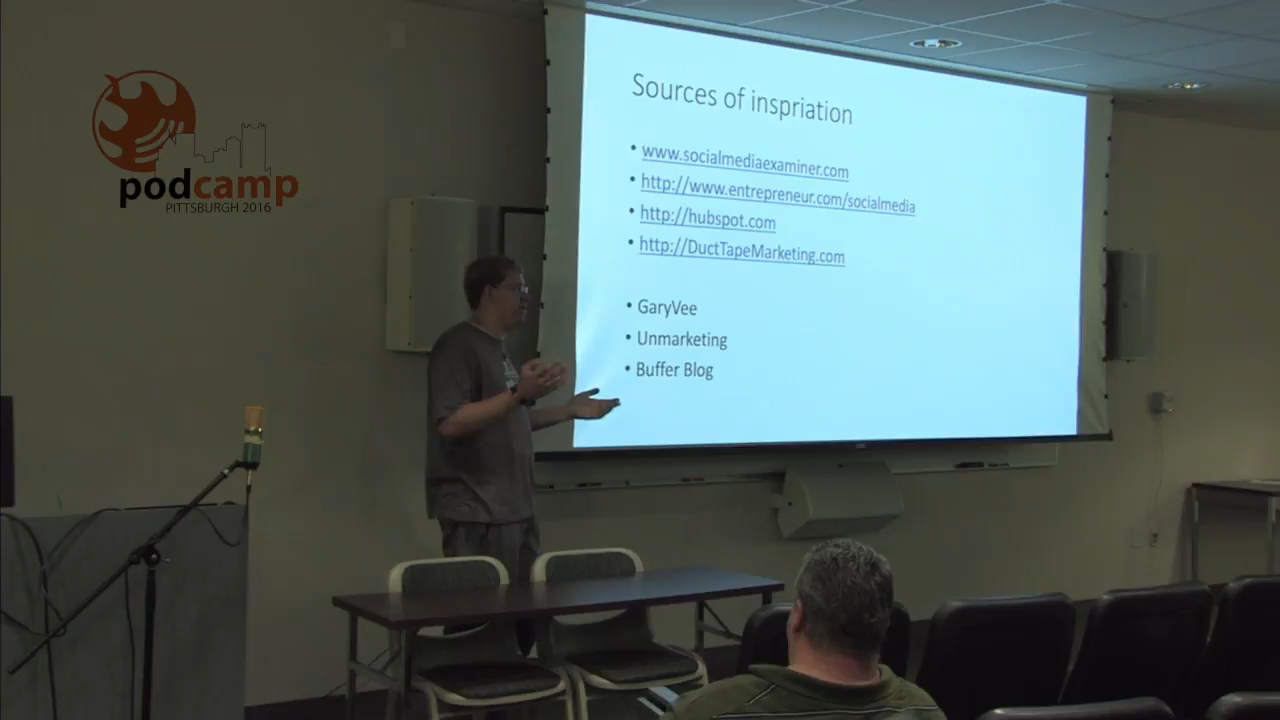 podcamp
PITTSBURGH 2016
Sources of inspriation
• www.socialmediaexaminer.com
• http://www.entrepreneur.com/socialmedia
• http://hubspot.com
• http://DuctTapeMarketing.com
• GaryVee
• Unmarketing
• Buffer Blog